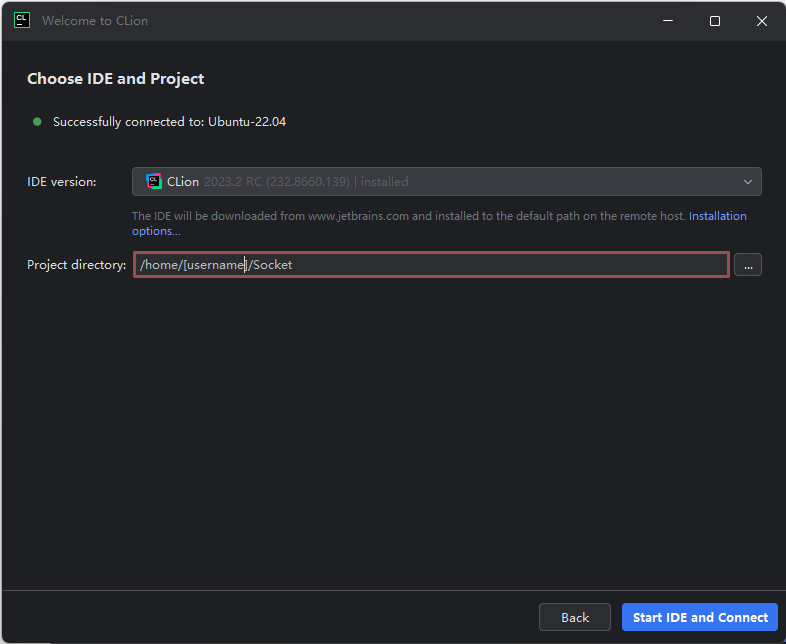 CL Welcome to CLion
Choose IDE and Project
Successfully connected to: Ubuntu-22.04
IDE version: CL CLion 2023.2 RC (232.8660.139) | installed
The IDE will be downloaded from www.jetbrains.com and installed to the default path on the remote host. Installation
options...
Project directory: /home/[username]/Socket ...
Back Start IDE and Connect